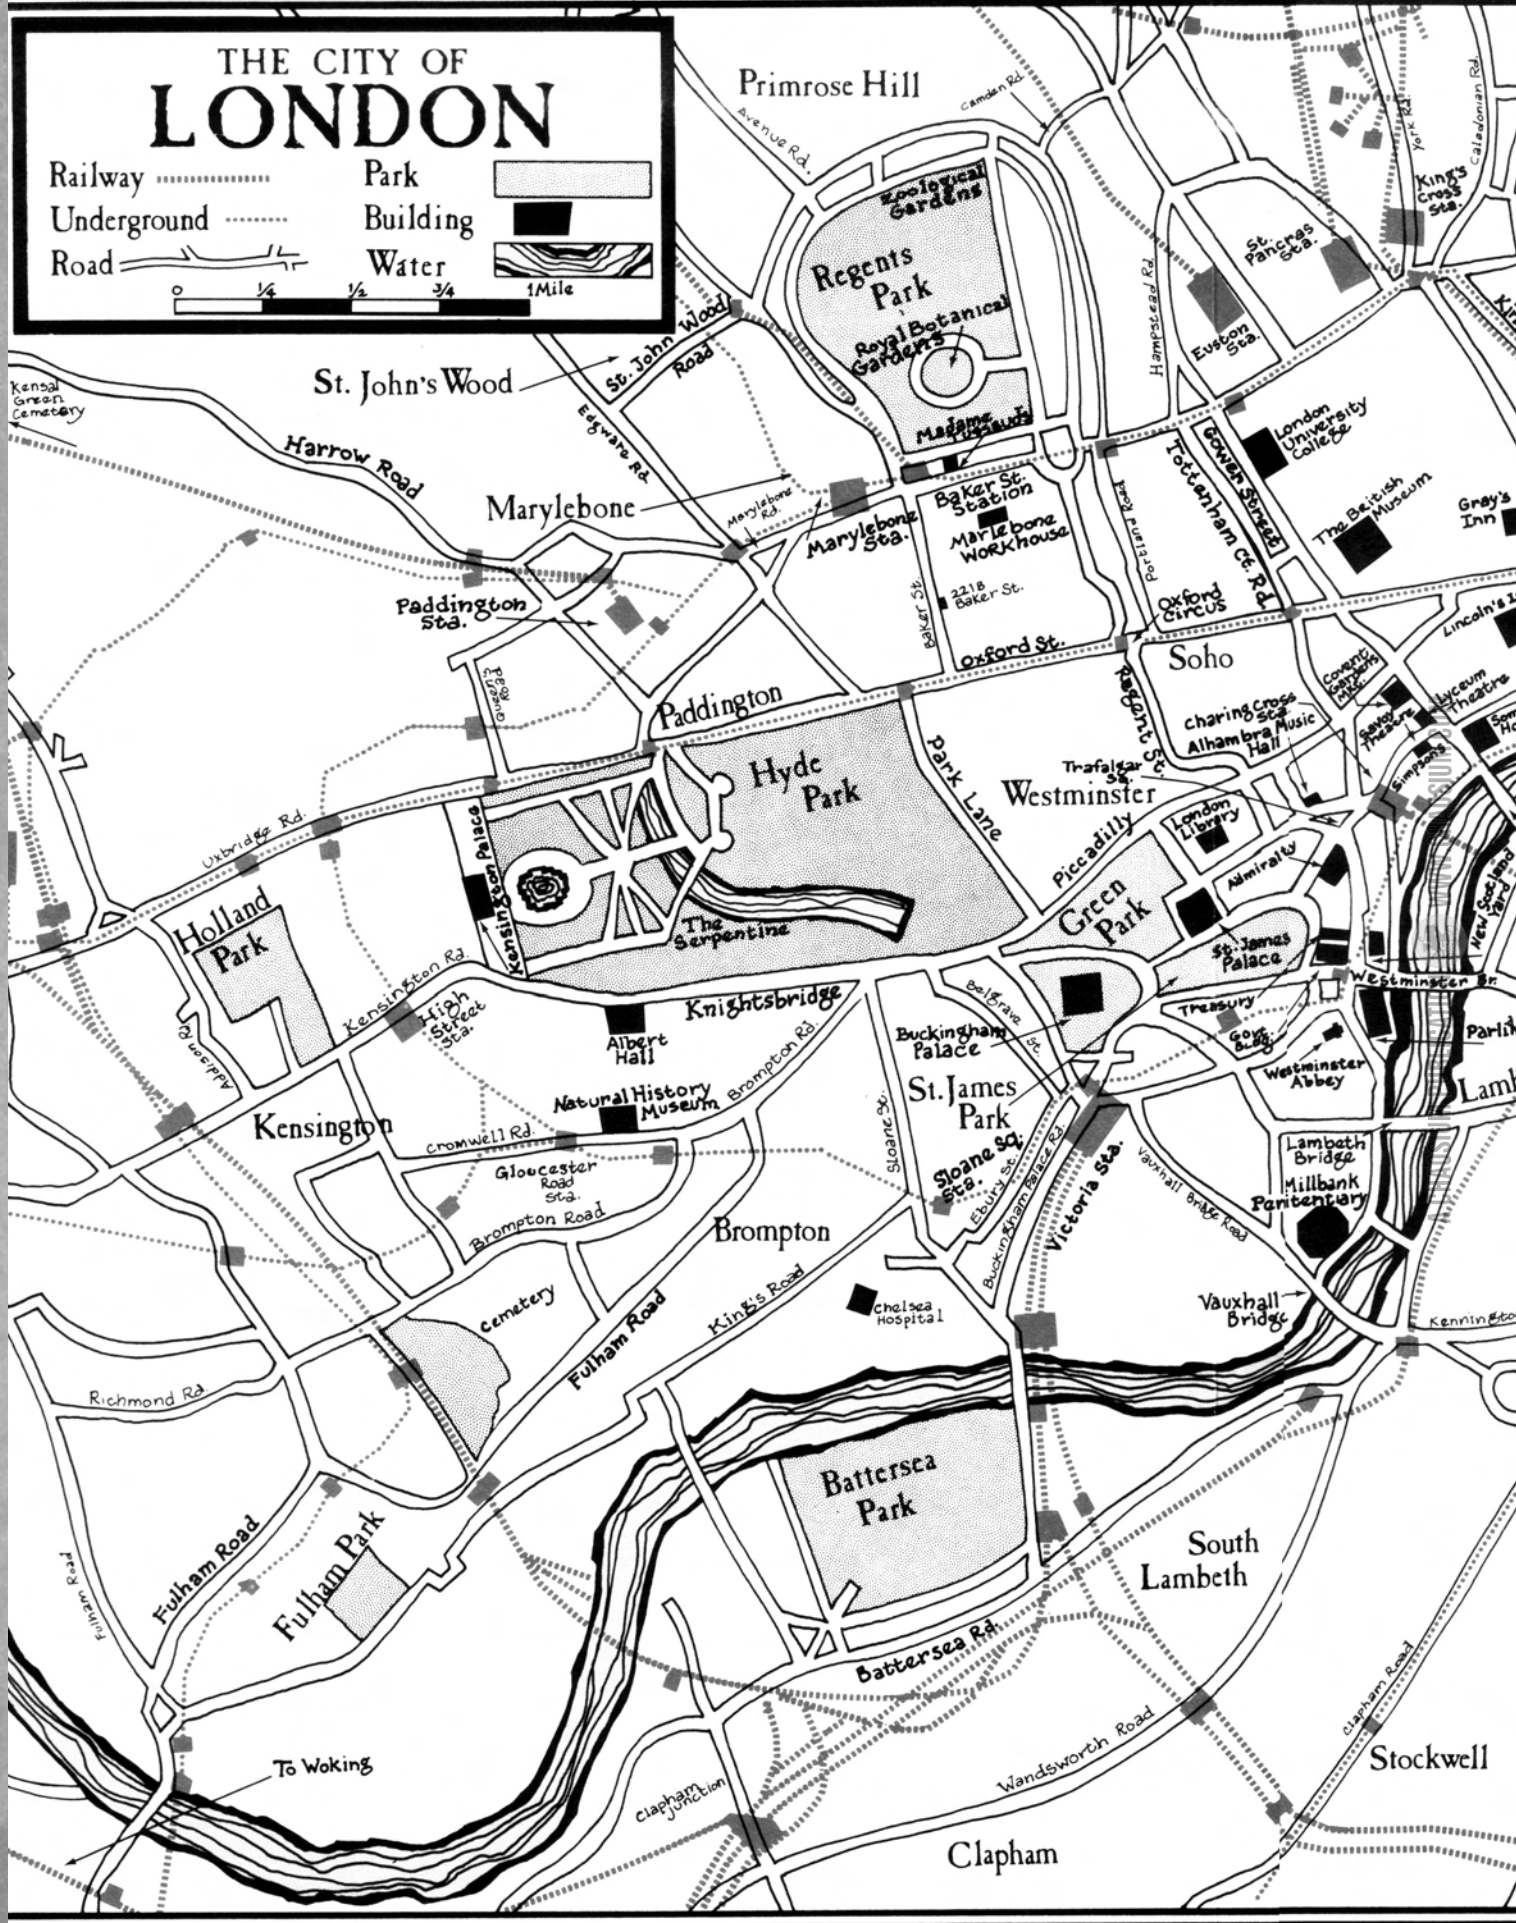 THE CITY OF
LONDON
Railway
Park
Underground
Building
Road
Water
0
1/4
1/2
3/4
1 Mile
Primrose Hill
Camden Rd.
Avenue Rd.
York Rd.
Caledonian Rd.
King's
Cross
Sta.
Zoological
Gardens
Regents
Park
St.
Pancras
Sta.
Royal Botanical
Gardens
Hampstead Rd.
Euston
Sta.
St. John Wood
Road
St. John's Wood
Kensal
Green
Cemetery
Edgware Rd.
Harrow Road
Madame
Tussauds
London
University
College
Gower Street
Tottenham Ct. Rd.
Marylebone
Marylebone
Rd.
Marylebone
Sta.
Baker St.
Station
Marlebone
Workhouse
Portland Road
The British
Museum
Gray's
Inn
Paddington
Sta.
Baker St.
221B
Baker St.
Oxford
Circus
Oxford St.
Soho
Lincoln's
Queen's
Road
Paddington
Regent St.
Covent
Gardens
Mkt.
Lyceum
Theatre
Savoy
Theatre
Simpsons
Charing Cross
Sta.
Alhambra Music
Hall
Trafalgar
Sq.
Westminster
Hyde
Park
Park Lane
Piccadilly
London
Library
Uxbridge Rd.
Kensington Palace
Holland
Park
The
Serpentine
Green
Park
Admiralty
New Scotland
Yard
St. James
Palace
Westminster Br.
Kensington Rd.
High
Street
Sta.
Knightsbridge
Albert
Hall
Belgrave
St.
Buckingham
Palace
Treasury
Govt.
Bldg.
Westminster
Abbey
Addison Rd.
Natural History
Museum
Brompton Rd.
St. James
Park
Kensington
Cromwell Rd.
Sloane St.
Sloane Sq.
Sta.
Gloucester
Road
Sta.
Ebury St.
Buckingham Palace Rd.
Victoria Sta.
Vauxhall Bridge Road
Lambeth
Bridge
Millbank
Penitentiary
Brompton Road
Brompton
Cemetery
King's Road
Chelsea
Hospital
Vauxhall
Bridge
Fulham Road
Richmond Rd.
Battersea
Park
Fulham Road
Fulham Road
Fulham Park
South
Lambeth
Battersea Rd.
Clapham Road
To Woking
Wandsworth Road
Stockwell
Clapham
Junction
Clapham